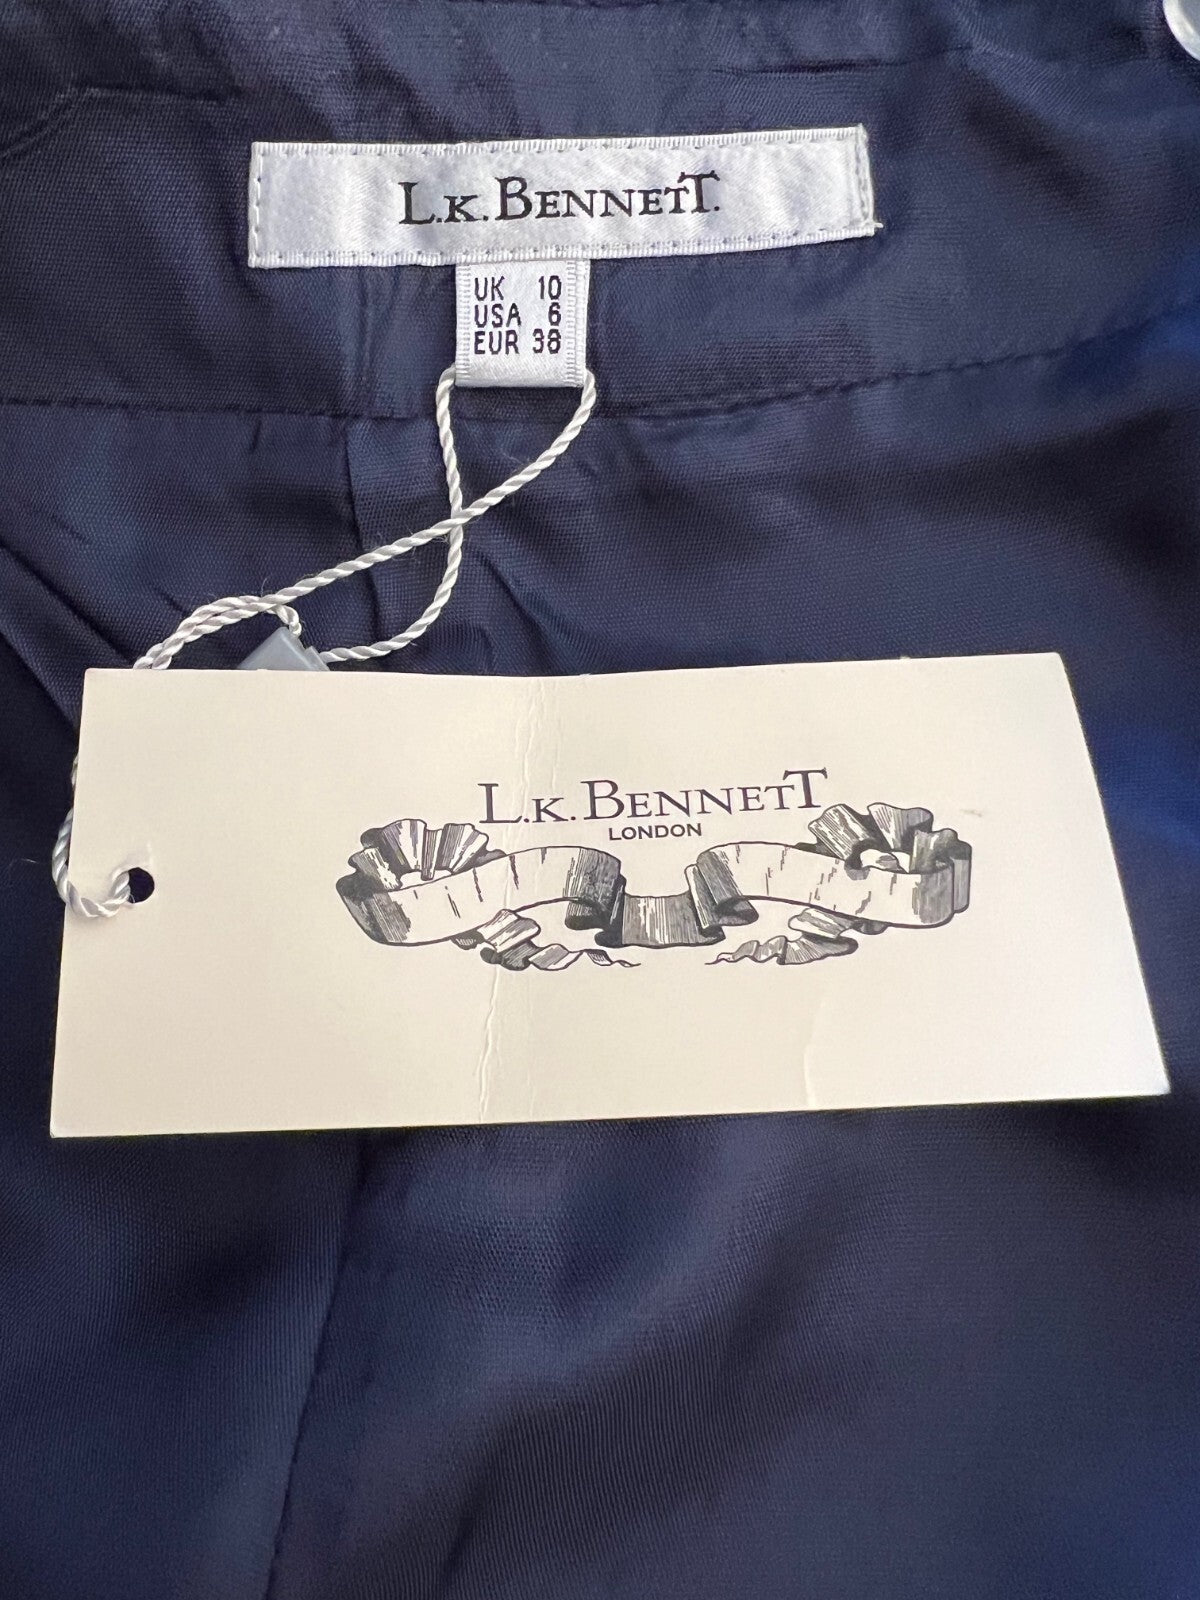 L.K. BENNETT.
UK 10
USA 6
EUR 38
L.K. BENNETT
LONDON